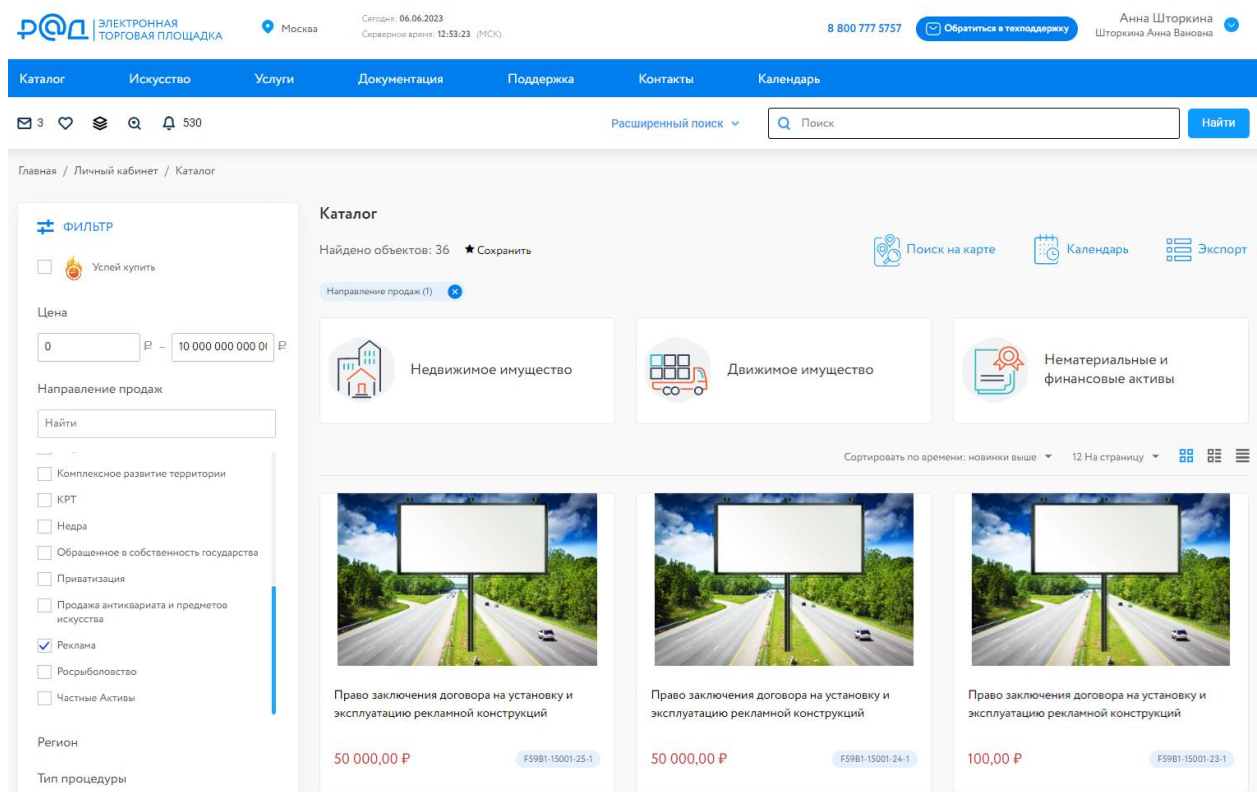 РАД
ЭЛЕКТРОННАЯ
ТОРГОВАЯ ПЛОЩАДКА
Москва
Сегодня: 06.06.2023
Серверное время: 12:53:23 (МСК)
8 800 777 5757
Обратиться в техподдержку
Анна Шторкина
Шторкина Анна Вановна
Каталог Искусство Услуги Документация Поддержка Контакты Календарь
3 530
Расширенный поиск
Поиск
Найти
Главная / Личный кабинет / Каталог
ФИЛЬТР
Успей купить
Цена
0 ₽ – 10 000 000 000 00 ₽
Направление продаж
Найти
Комплексное развитие территории
КРТ
Недра
Обращенное в собственность государства
Приватизация
Продажа антиквариата и предметов
искусства
Реклама
Росрыболовство
Частные Активы
Регион
Тип процедуры
Каталог
Найдено объектов: 36 ★ Сохранить
Поиск на карте Календарь Экспорт
Направление продаж (1)
Недвижимое имущество
Движимое имущество
Нематериальные и
финансовые активы
Сортировать по времени: новинки выше 12 На страницу
Право заключения договора на установку и
эксплуатацию рекламной конструкций
50 000,00 ₽ F59B1-15001-25-1
Право заключения договора на установку и
эксплуатацию рекламной конструкций
50 000,00 ₽ F59B1-15001-24-1
Право заключения договора на установку и
эксплуатацию рекламной конструкций
100,00 ₽ F59B1-15001-23-1